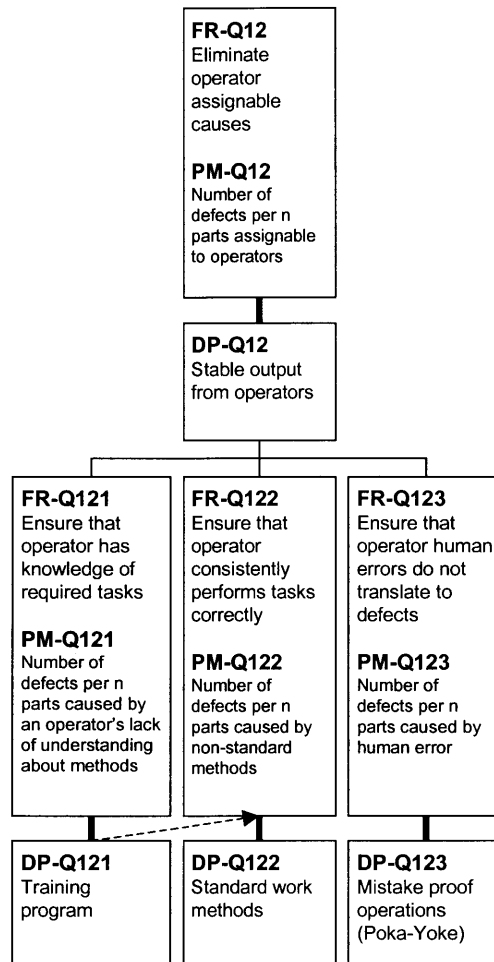 FR-Q12
Eliminate
operator
assignable
causes
PM-Q12
Number of
defects per n
parts assignable
to operators
DP-Q12
Stable output
from operators
FR-Q121
Ensure that
operator has
knowledge of
required tasks
PM-Q121
Number of
defects per n
parts caused by
an operator's lack
of understanding
about methods
FR-Q122
Ensure that
operator
consistently
performs tasks
correctly
PM-Q122
Number of
defects per n
parts caused by
non-standard
methods
FR-Q123
Ensure that
operator human
errors do not
translate to
defects
PM-Q123
Number of
defects per n
parts caused by
human error
DP-Q121
Training
program
DP-Q122
Standard work
methods
DP-Q123
Mistake proof
operations
(Poka-Yoke)